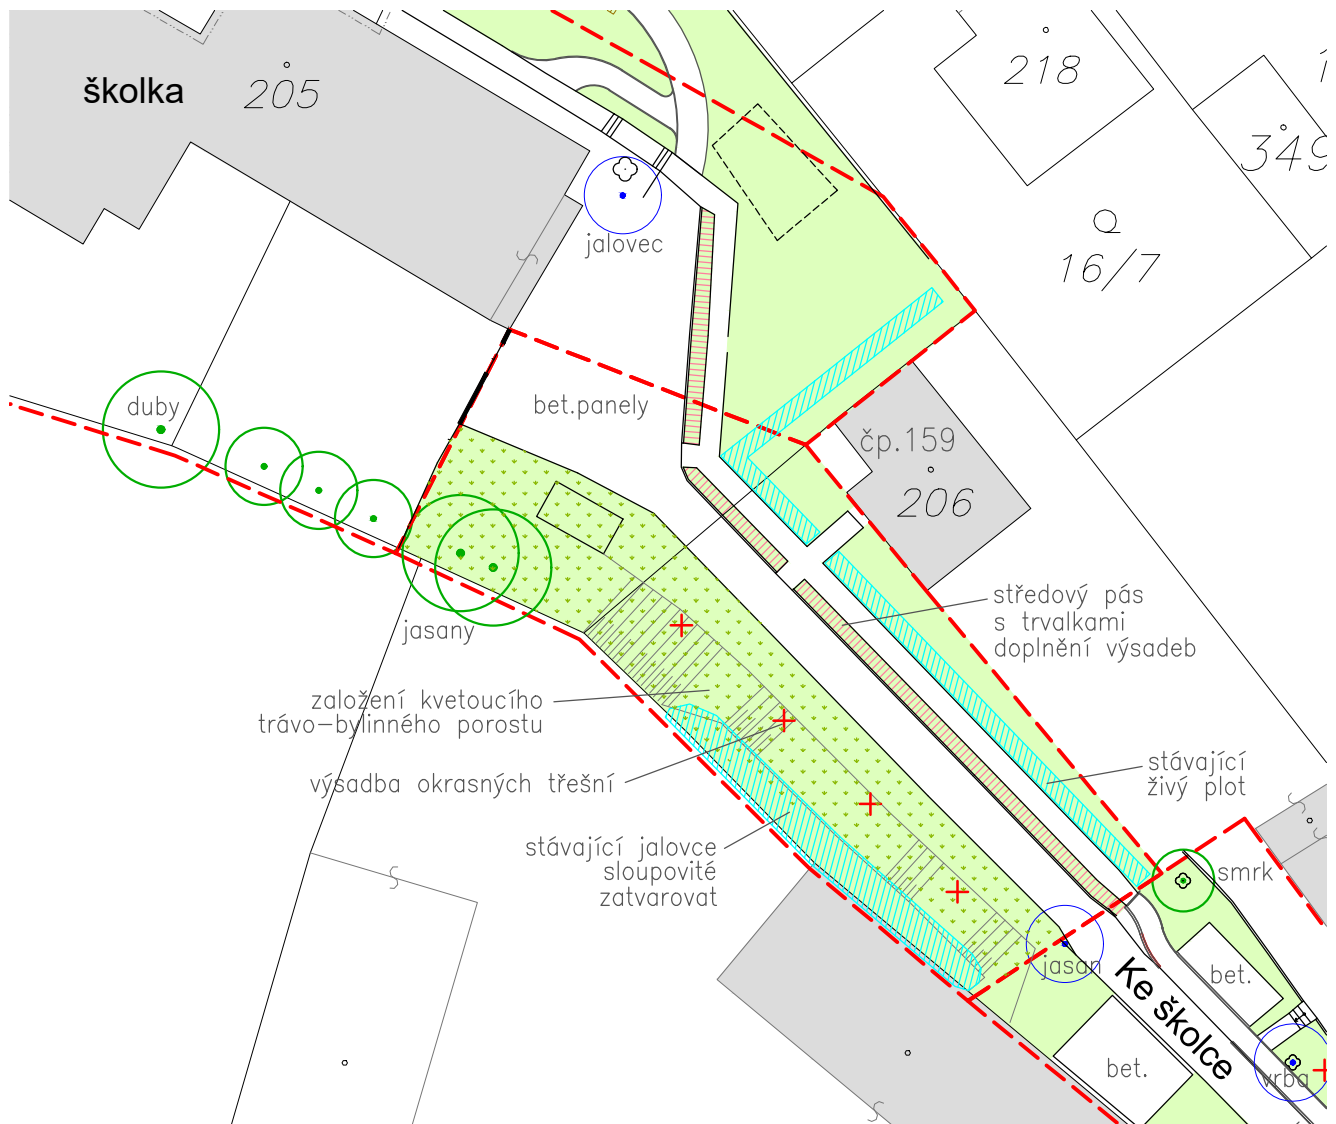 školka
205
218
349
16/7
jalovec
duby
bet.panely
čp.159
206
jasany
středový pás
s trvalkami
doplnění výsadeb
založení kvetoucího
trávo-bylinného porostu
výsadba okrasných třešní
stávající
živý plot
stávající jalovce
sloupovité
zatvarovat
smrk
jasan
bet.
Ke školce
bet.
vrba